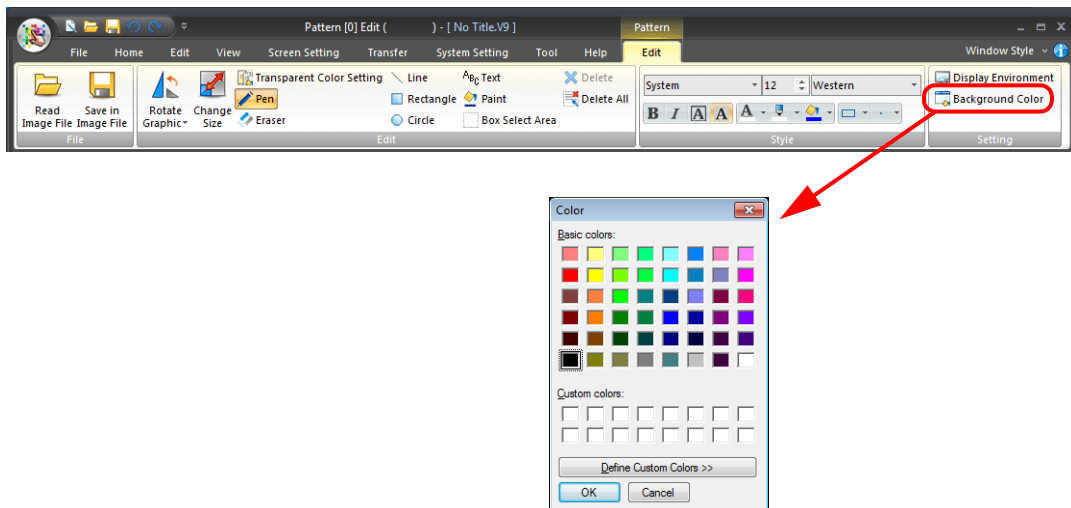 Pattern [0] Edit ( ) - [ No Title.V9 ] Pattern
File Home Edit View Screen Setting Transfer System Setting Tool Help Edit Window Style
Read
Image File
Save in
Image File
File
Rotate
Graphic
Change
Size
Transparent Color Setting
Pen
Eraser
Line
Rectangle
Circle
ABC Text
Paint
Box Select Area
Delete
Delete All
Edit
System 12 Western
B I A A A
Style
Display Environment
Background Color
Setting
Color
Basic colors:
Custom colors:
Define Custom Colors >>
OK Cancel